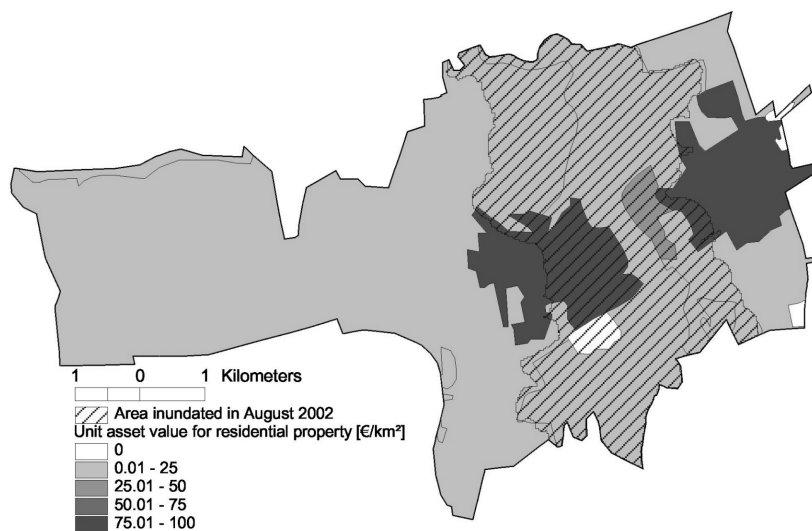 1 0 1 Kilometers
Area inundated in August 2002
Unit asset value for residential property [€/km²]
0
0.01 - 25
25.01 - 50
50.01 - 75
75.01 - 100